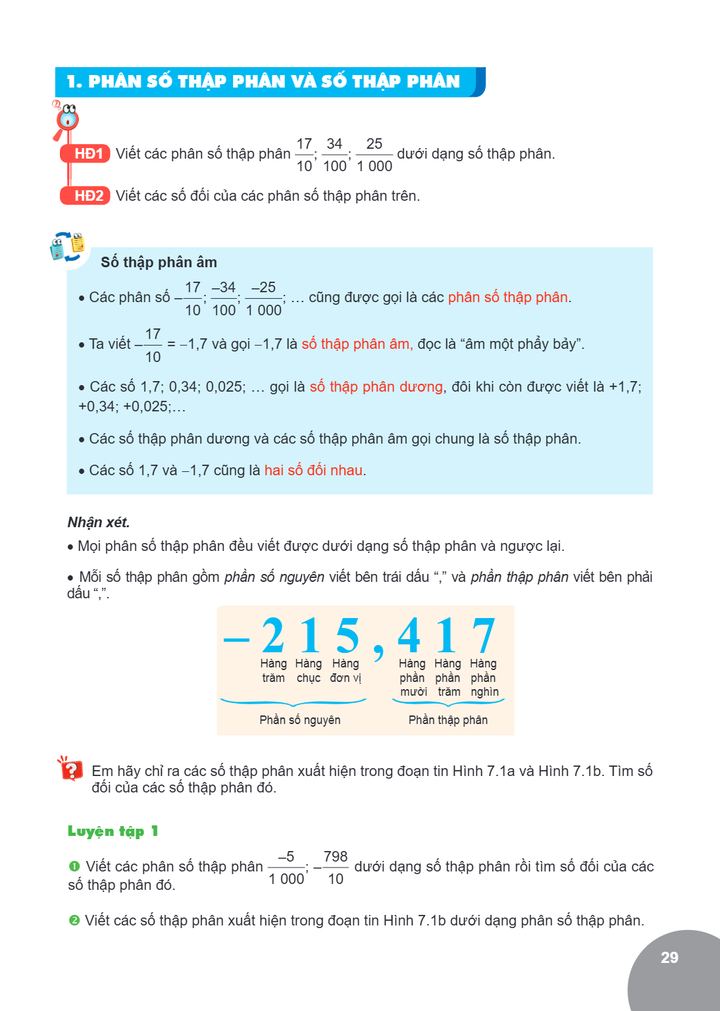 1. PHÂN SỐ THẬP PHÂN VÀ SỐ THẬP PHÂN
HĐ1 Viết các phân số thập phân 17/10; 34/100; 25/1 000 dưới dạng số thập phân.
HĐ2 Viết các số đối của các phân số thập phân trên.
Số thập phân âm
• Các phân số –17/10; –34/100; –25/1 000; … cũng được gọi là các phân số thập phân.
• Ta viết –17/10 = –1,7 và gọi –1,7 là số thập phân âm, đọc là “âm một phẩy bảy”.
• Các số 1,7; 0,34; 0,025; … gọi là số thập phân dương, đôi khi còn được viết là +1,7;
+0,34; +0,025;…
• Các số thập phân dương và các số thập phân âm gọi chung là số thập phân.
• Các số 1,7 và –1,7 cũng là hai số đối nhau.
Nhận xét.
• Mọi phân số thập phân đều viết được dưới dạng số thập phân và ngược lại.
• Mỗi số thập phân gồm phần số nguyên viết bên trái dấu “,” và phần thập phân viết bên phải
dấu “,”.
– 2 1 5 , 4 1 7
Hàng Hàng Hàng Hàng Hàng Hàng
trăm chục đơn vị phần phần phần
mười trăm nghìn
Phần số nguyên Phần thập phân
? Em hãy chỉ ra các số thập phân xuất hiện trong đoạn tin Hình 7.1a và Hình 7.1b. Tìm số
đối của các số thập phân đó.
Luyện tập 1
❶ Viết các phân số thập phân –5/1 000; –798/10 dưới dạng số thập phân rồi tìm số đối của các
số thập phân đó.
❷ Viết các số thập phân xuất hiện trong đoạn tin Hình 7.1b dưới dạng phân số thập phân.
29